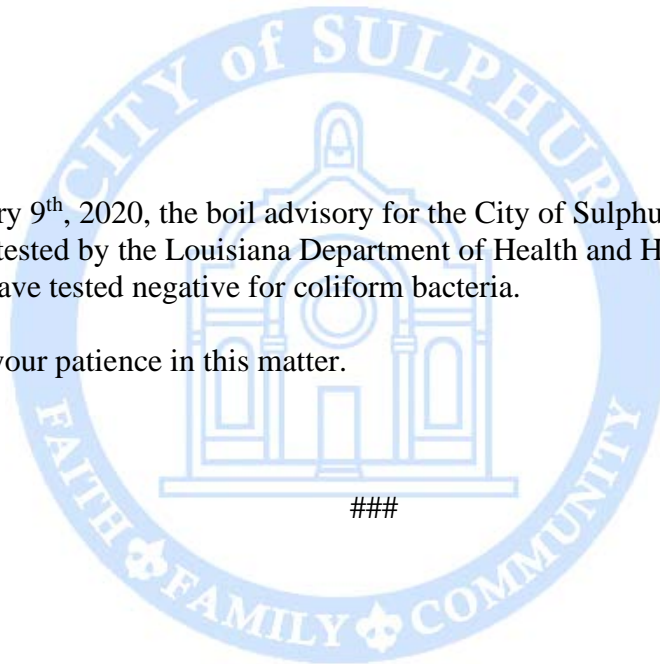 CITY of SULPHUR
ry 9th, 2020, the boil advisory for the City of Sulphu
tested by the Louisiana Department of Health and H
ave tested negative for coliform bacteria.
your patience in this matter.
###
FAITH FAMILY COMMUNITY